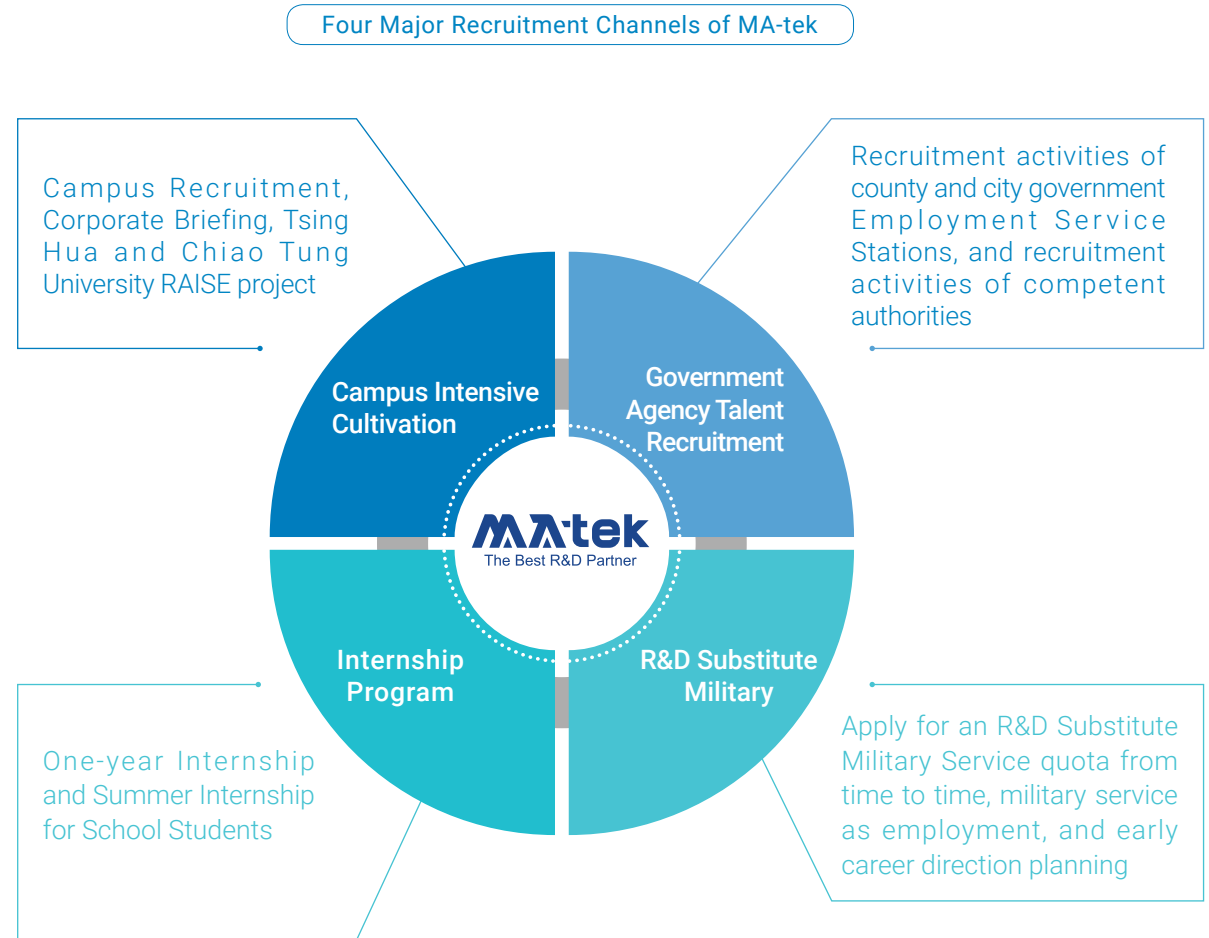 Four Major Recruitment Channels of MA-tek
Campus Recruitment,
Corporate Briefing, Tsing
Hua and Chiao Tung
University RAISE project
Recruitment activities of
county and city government
Employment Service
Stations, and recruitment
activities of competent
authorities
Campus Intensive
Cultivation
Government
Agency Talent
Recruitment
MA-tek
The Best R&D Partner
Internship
Program
R&D Substitute
Military
One-year Internship
and Summer Internship
for School Students
Apply for an R&D Substitute
Military Service quota from
time to time, military service
as employment, and early
career direction planning